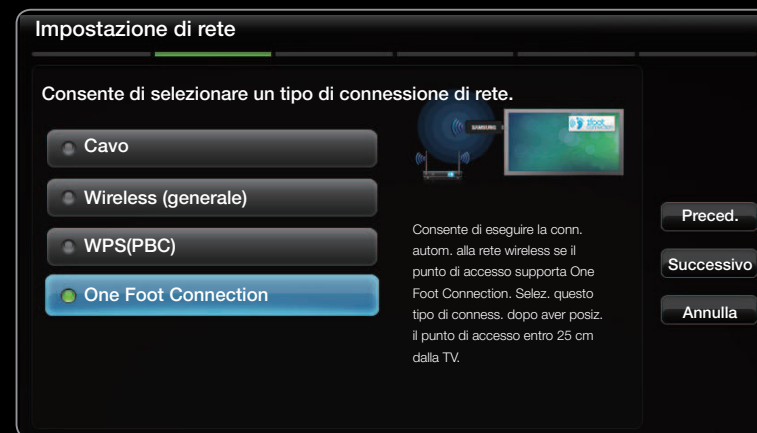 Impostazione di rete
Consente di selezionare un tipo di connessione di rete.
Cavo
Wireless (generale)
WPS(PBC)
One Foot Connection
SAMSUNG
Consente di eseguire la conn.
autom. alla rete wireless se il
punto di accesso supporta One
Foot Connection. Selez. questo
tipo di conness. dopo aver posiz.
il punto di accesso entro 25 cm
dalla TV.
Preced.
Successivo
Annulla